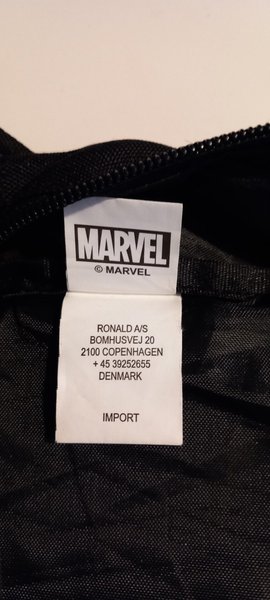 MARVEL
© MARVEL
RONALD A/S
BOMHUSVEJ 20
2100 COPENHAGEN
+ 45 39252655
DENMARK
IMPORT